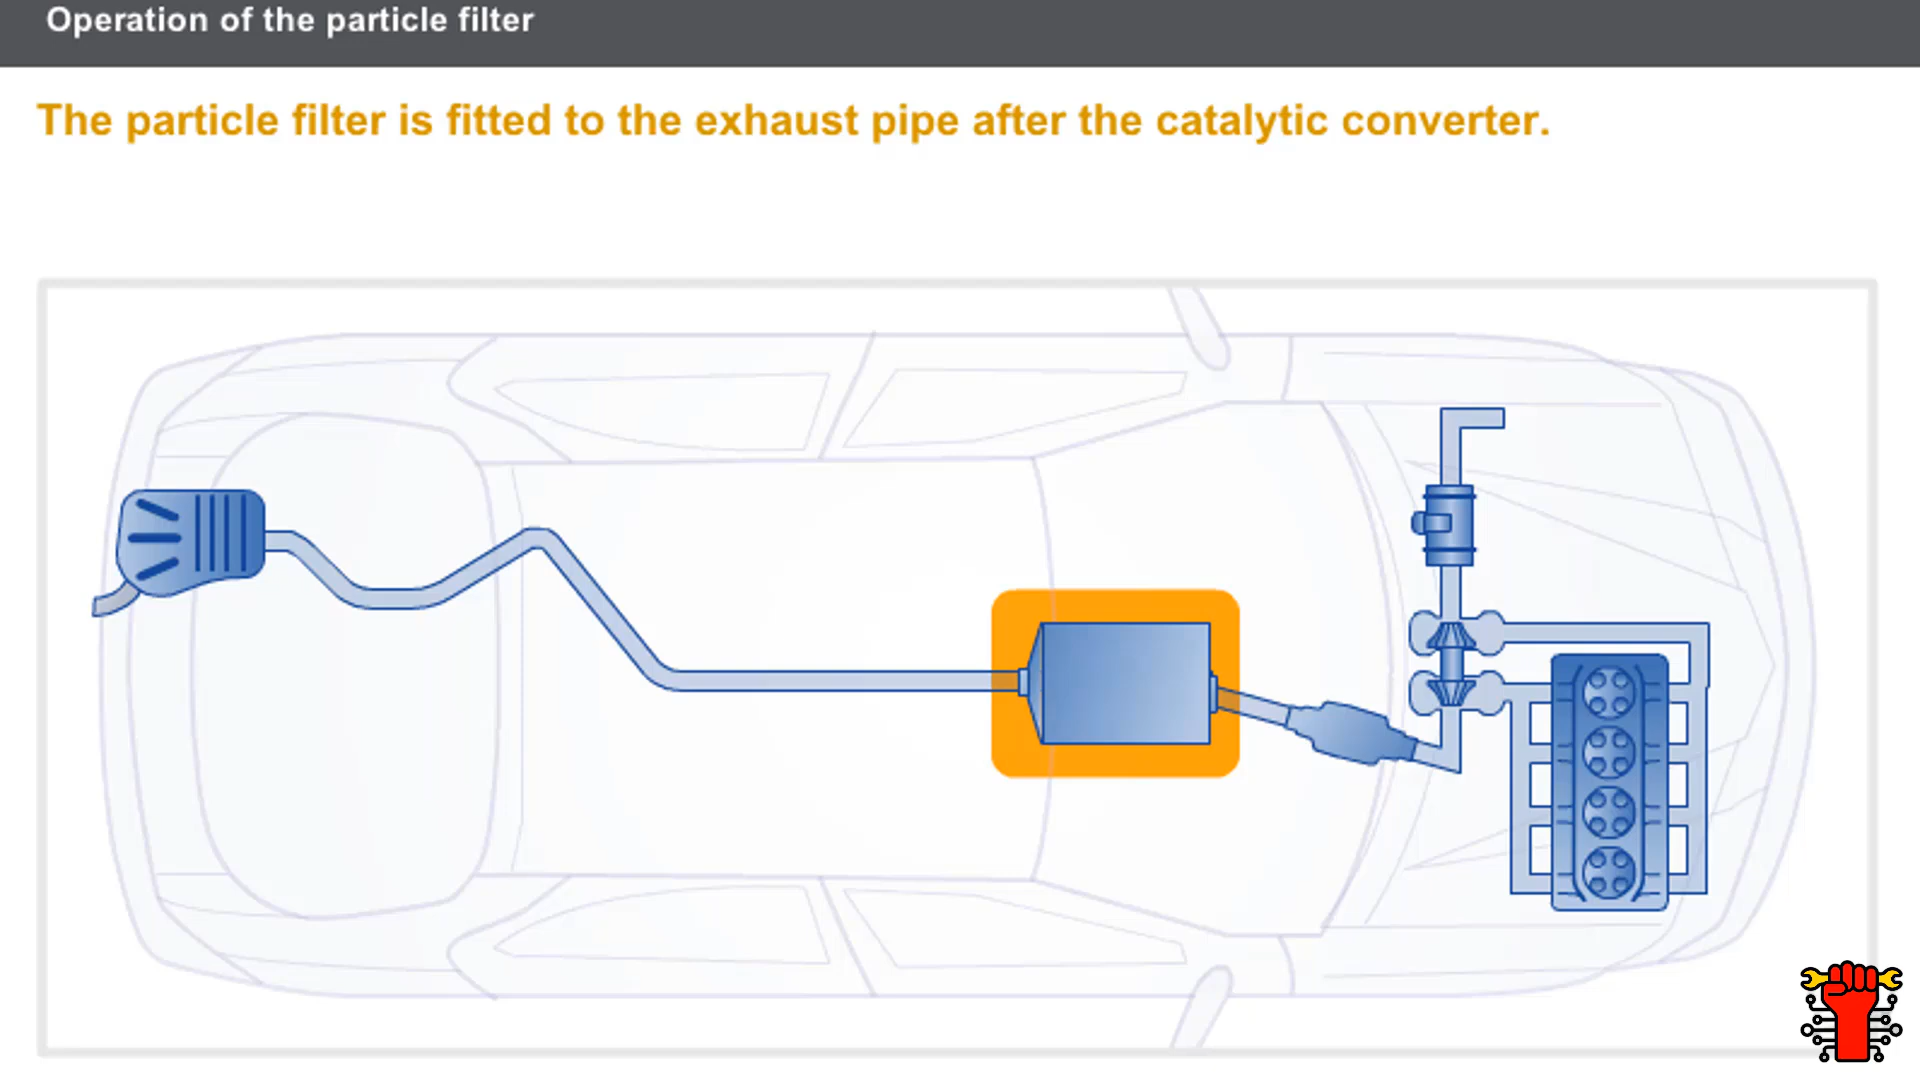 Operation of the particle filter
The particle filter is fitted to the exhaust pipe after the catalytic converter.